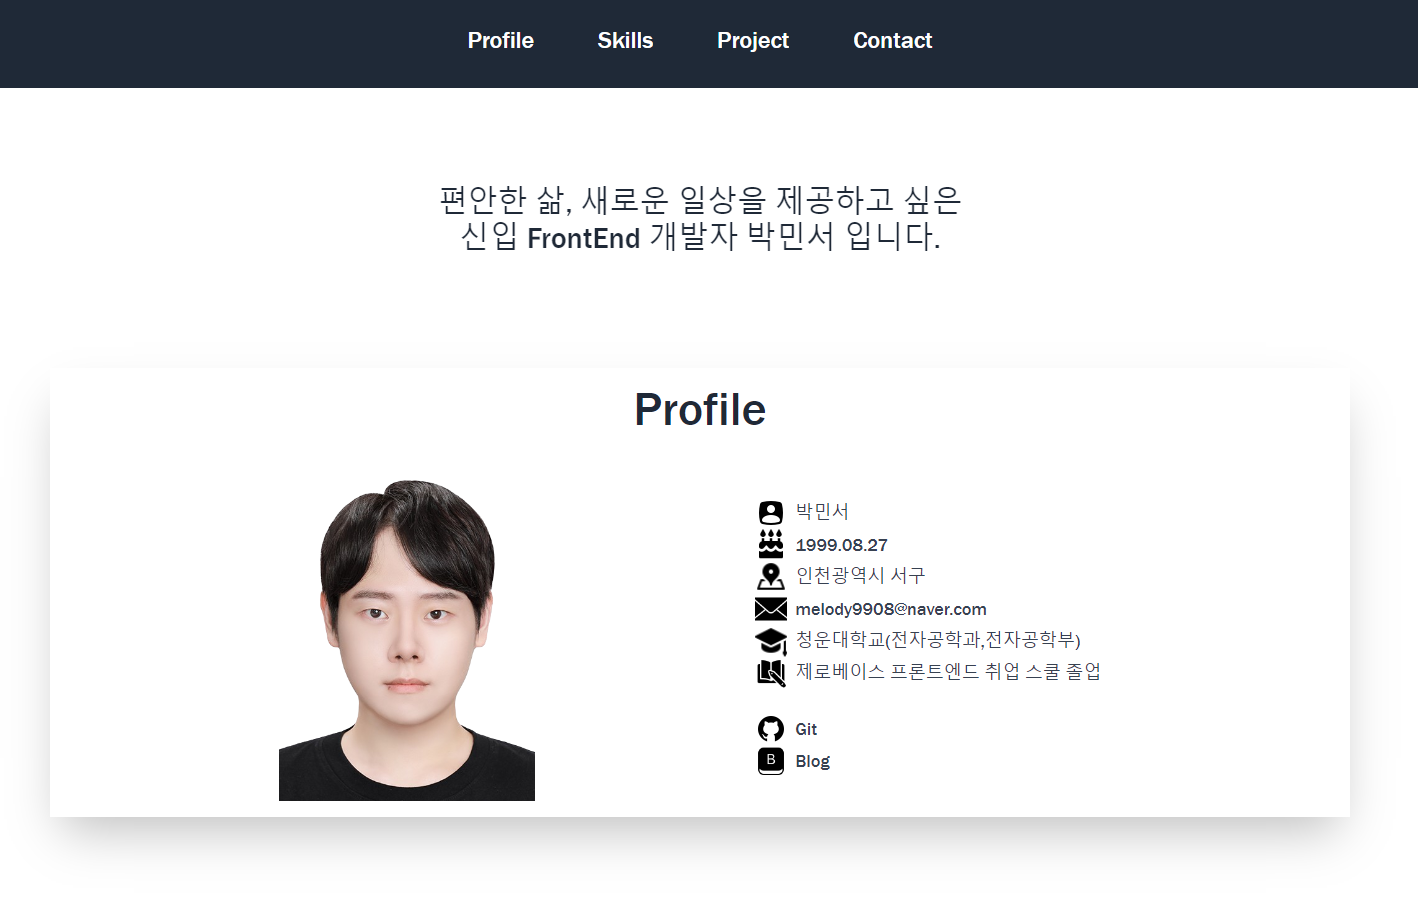 Profile Skills Project Contact
편안한 삶, 새로운 일상을 제공하고 싶은
신입 FrontEnd 개발자 박민서 입니다.
Profile
박민서
1999.08.27
인천광역시 서구
melody9908@naver.com
청운대학교(전자공학과,전자공학부)
제로베이스 프론트엔드 취업 스쿨 졸업
Git
B Blog